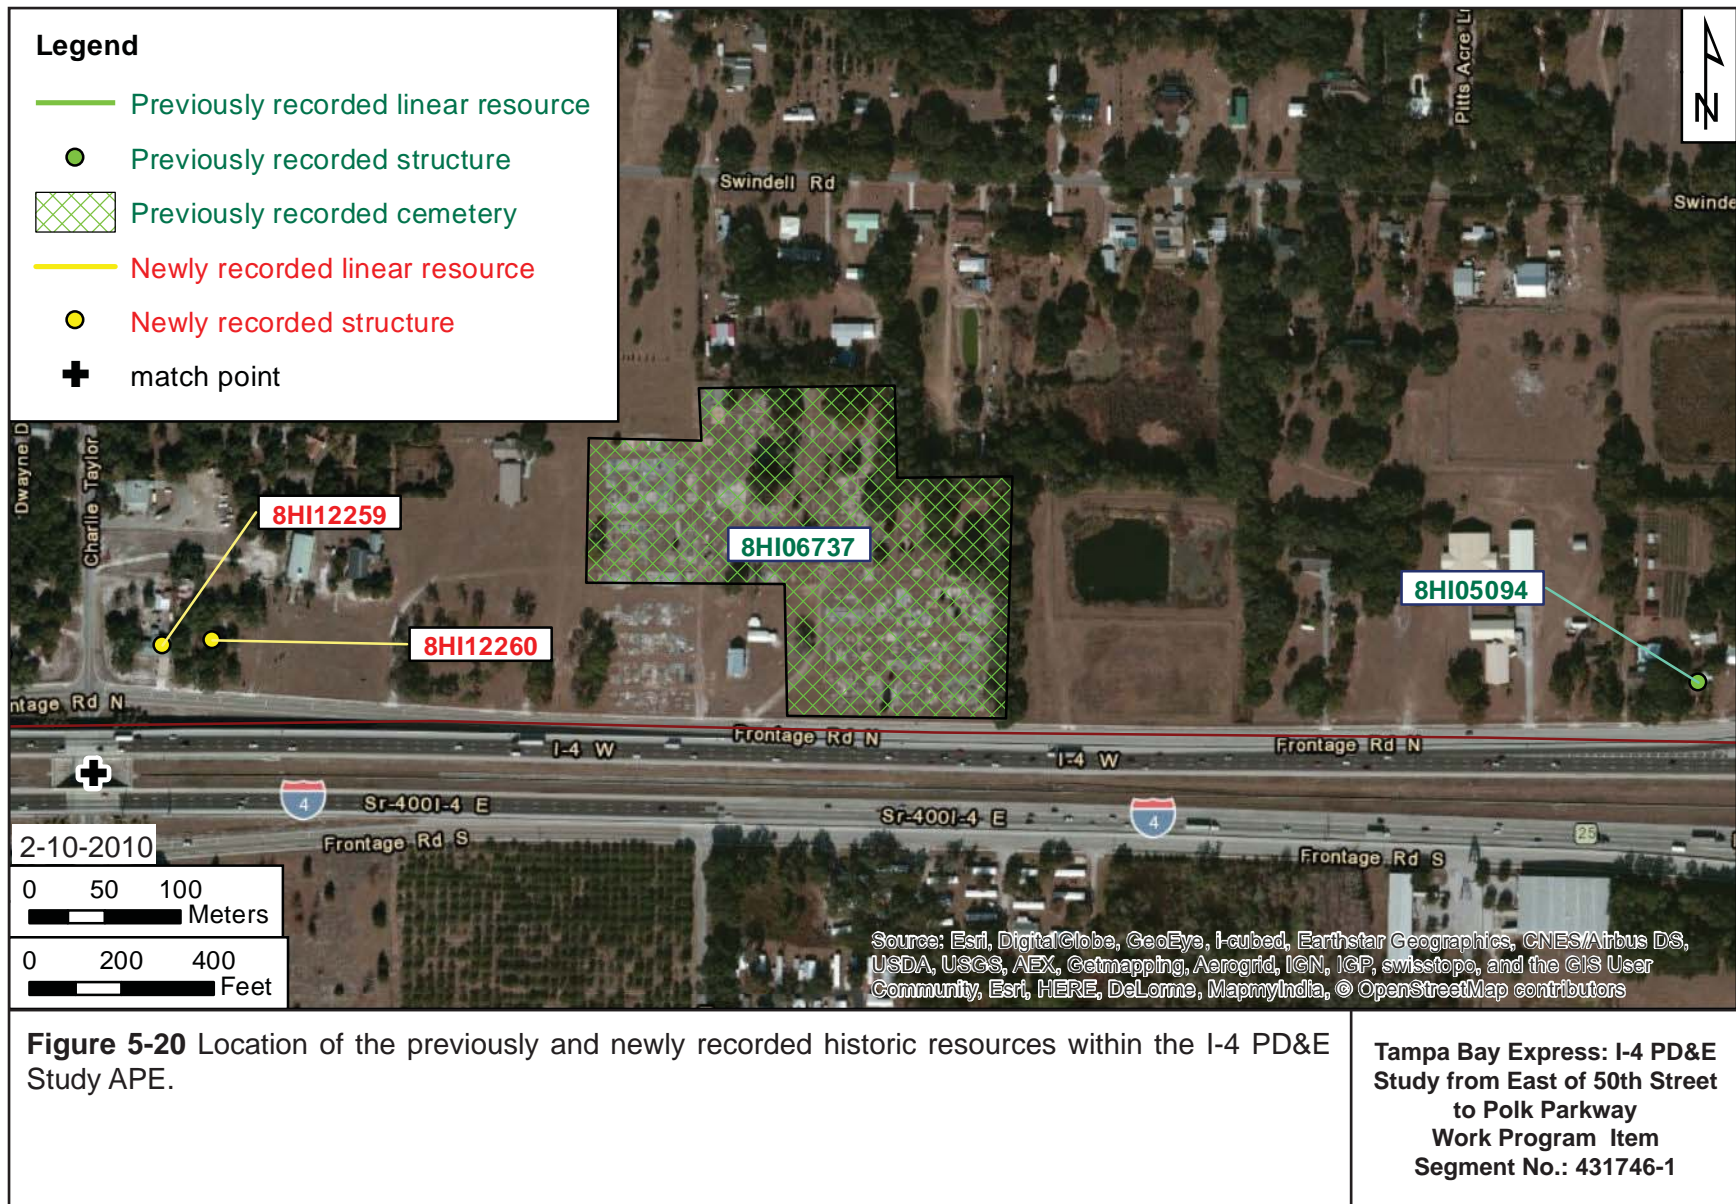 Legend
Previously recorded linear resource
Previously recorded structure
Previously recorded cemetery
Newly recorded linear resource
Newly recorded structure
match point
N
Pitts Acre L
Swindell Rd
Swinde
Dwayne D
Charlie Taylor
8HI12259
8HI12260
8HI06737
8HI05094
ntage Rd N
Frontage Rd N
Frontage Rd N
I-4 W
I-4 W
4
Sr-400I-4 E
Sr-400I-4 E
4
25
Frontage Rd S
Frontage Rd S
2-10-2010
0 50 100
Meters
0 200 400
Feet
Source: Esri, DigitalGlobe, GeoEye, i-cubed, Earthstar Geographics, CNES/Airbus DS,
USDA, USGS, AEX, Getmapping, Aerogrid, IGN, IGP, swisstopo, and the GIS User
Community, Esri, HERE, DeLorme, MapmyIndia, © OpenStreetMap contributors
Figure 5-20 Location of the previously and newly recorded historic resources within the I-4 PD&E
Study APE.
Tampa Bay Express: I-4 PD&E
Study from East of 50th Street
to Polk Parkway
Work Program Item
Segment No.: 431746-1